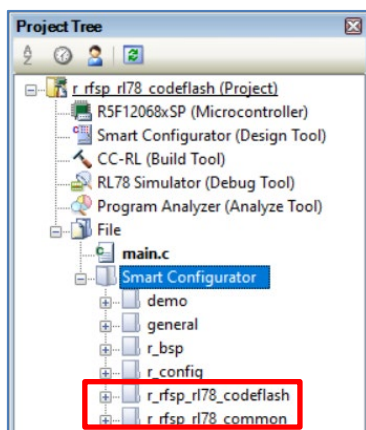 Project Tree
r_rfsp_rl78_codeflash (Project)
R5F12068xSP (Microcontroller)
Smart Configurator (Design Tool)
CC-RL (Build Tool)
RL78 Simulator (Debug Tool)
Program Analyzer (Analyze Tool)
File
main.c
Smart Configurator
demo
general
r_bsp
r_config
r_rfsp_rl78_codeflash
r_rfsp_rl78_common